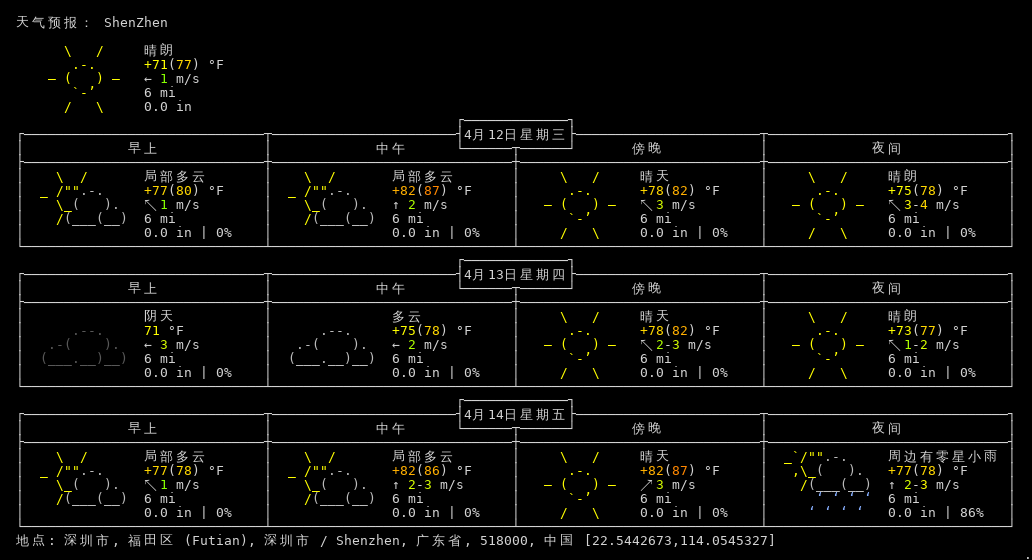 天气预报： ShenZhen
晴朗
+71(77) °F
← 1 m/s
6 mi
0.0 in
4月12日星期三
早上 中午 傍晚 夜间
局部多云 局部多云 晴天 晴朗
+77(80) °F +82(87) °F +78(82) °F +75(78) °F
↖ 1 m/s ↑ 2 m/s ↖ 3 m/s ↖ 3-4 m/s
6 mi 6 mi 6 mi 6 mi
0.0 in | 0% 0.0 in | 0% 0.0 in | 0% 0.0 in | 0%
4月13日星期四
早上 中午 傍晚 夜间
阴天 多云 晴天 晴朗
71 °F +75(78) °F +78(82) °F +73(77) °F
← 3 m/s ← 2 m/s ↖ 2-3 m/s ↖ 1-2 m/s
6 mi 6 mi 6 mi 6 mi
0.0 in | 0% 0.0 in | 0% 0.0 in | 0% 0.0 in | 0%
4月14日星期五
早上 中午 傍晚 夜间
局部多云 局部多云 晴天 周边有零星小雨
+77(78) °F +82(86) °F +82(87) °F +77(78) °F
↖ 1 m/s ↑ 2-3 m/s ↗ 3 m/s ↑ 2-3 m/s
6 mi 6 mi 6 mi 6 mi
0.0 in | 0% 0.0 in | 0% 0.0 in | 0% 0.0 in | 86%
地点: 深圳市, 福田区 (Futian), 深圳市 / Shenzhen, 广东省, 518000, 中国 [22.5442673,114.0545327]